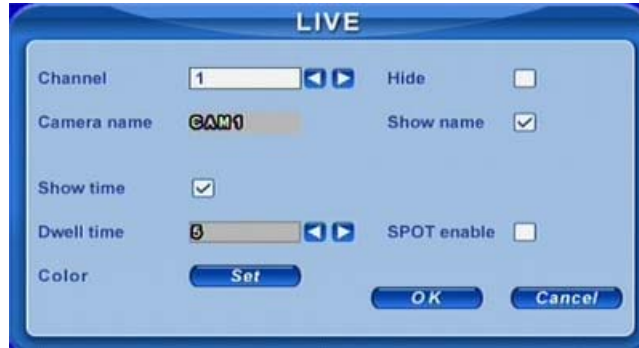 LIVE
Channel 1 Hide
Camera name CAM1 Show name
Show time
Dwell time 5 SPOT enable
Color Set
OK Cancel